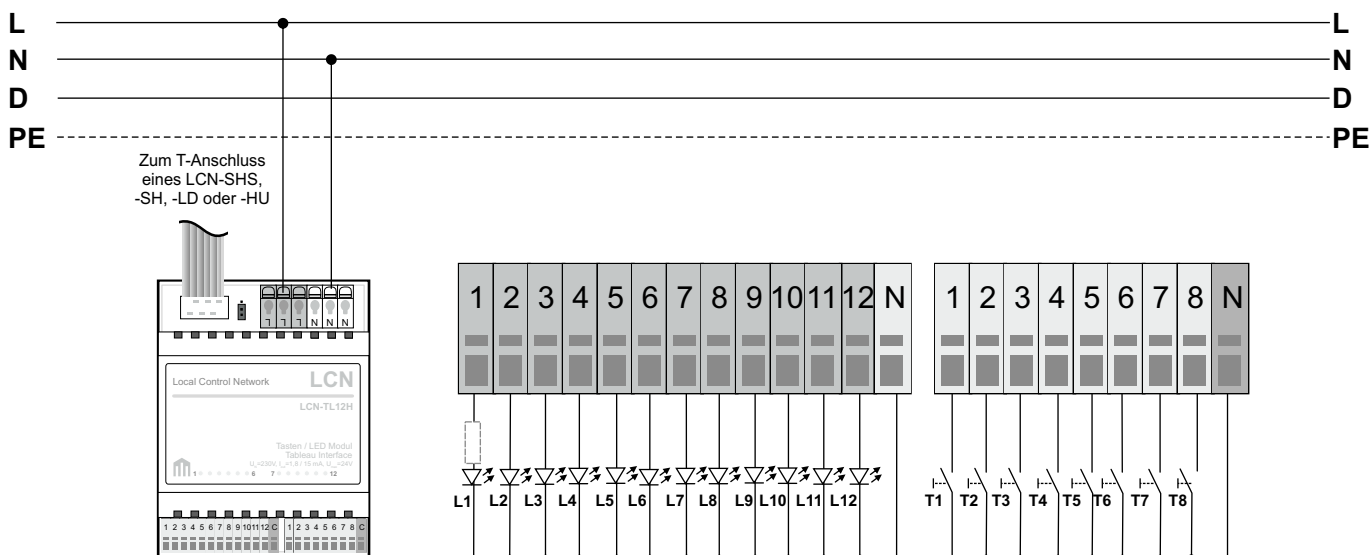 L L
N N
D D
PE PE
Zum T-Anschluss
eines LCN-SHS,
-SH, -LD oder -HU
L L L N N N
Local Control Network LCN
LCN-TL12H
Tasten / LED Modul
Tableau Interface
1 6 7 12
1 2 3 4 5 6 7 8 9 10 11 12 C 1 2 3 4 5 6 7 8 C
1 2 3 4 5 6 7 8 9 10 11 12 N
L1 L2 L3 L4 L5 L6 L7 L8 L9 L10 L11 L12
1 2 3 4 5 6 7 8 N
T1 T2 T3 T4 T5 T6 T7 T8